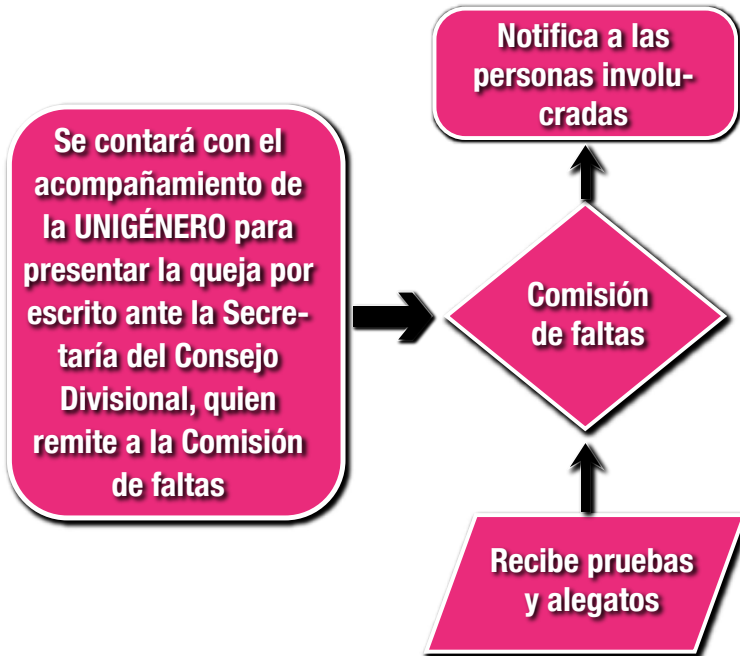 Se contará con el
acompañamiento de
la UNIGÉNERO para
presentar la queja por
escrito ante la Secre-
taría del Consejo
Divisional, quien
remite a la Comisión
de faltas
Notifica a las
personas involu-
cradas
Comisión
de faltas
Recibe pruebas
y alegatos